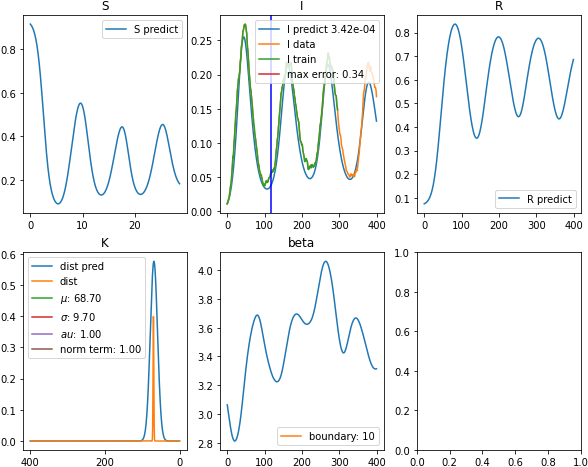 S
I
R
S predict
I predict 3.42e-04
I data
I train
max error: 0.34
R predict
0.8
0.6
0.4
0.2
0 10 20
0.25
0.20
0.15
0.10
0.05
0.00
0 200 400
0.8
0.7
0.6
0.5
0.4
0.3
0.2
0.1
0 200 400
K
beta
dist pred
dist
μ: 68.70
σ: 9.70
au: 1.00
norm term: 1.00
boundary: 10
0.6
0.5
0.4
0.3
0.2
0.1
0.0
400 200 0
4.0
3.8
3.6
3.4
3.2
3.0
2.8
0 100 200 300 400
1.0
0.8
0.6
0.4
0.2
0.0
0.0 0.2 0.4 0.6 0.8 1.0